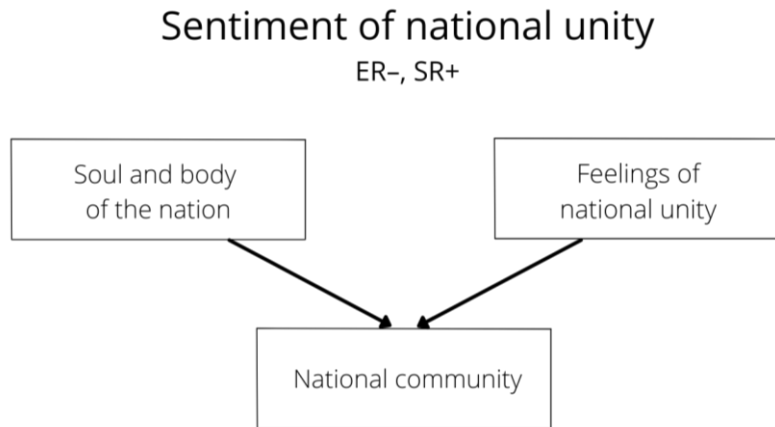 Sentiment of national unity
ER–, SR+
Soul and body
of the nation
Feelings of
national unity
National community